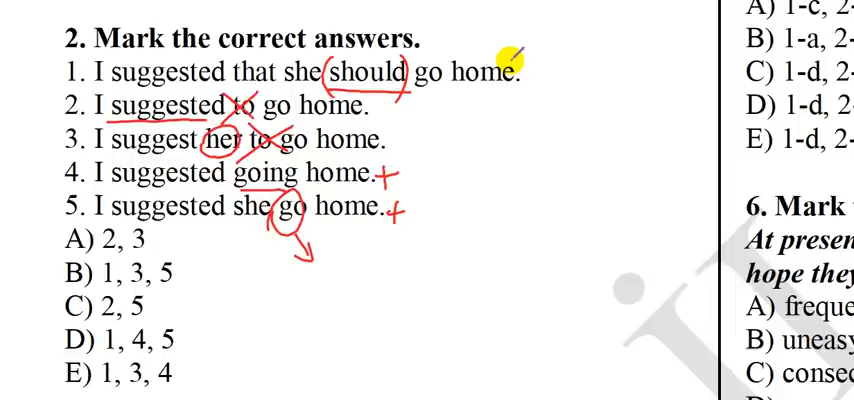 2. Mark the correct answers.
1. I suggested that she should go home.
2. I suggested to go home.
3. I suggest her to go home.
4. I suggested going home.+
5. I suggested she go home.+
A) 2, 3
B) 1, 3, 5
C) 2, 5
D) 1, 4, 5
E) 1, 3, 4
A) 1-c, 2-
B) 1-a, 2-
C) 1-d, 2-
D) 1-d, 2-
E) 1-d, 2-
6. Mark
At presen
hope they
A) freque
B) uneasy
C) consec